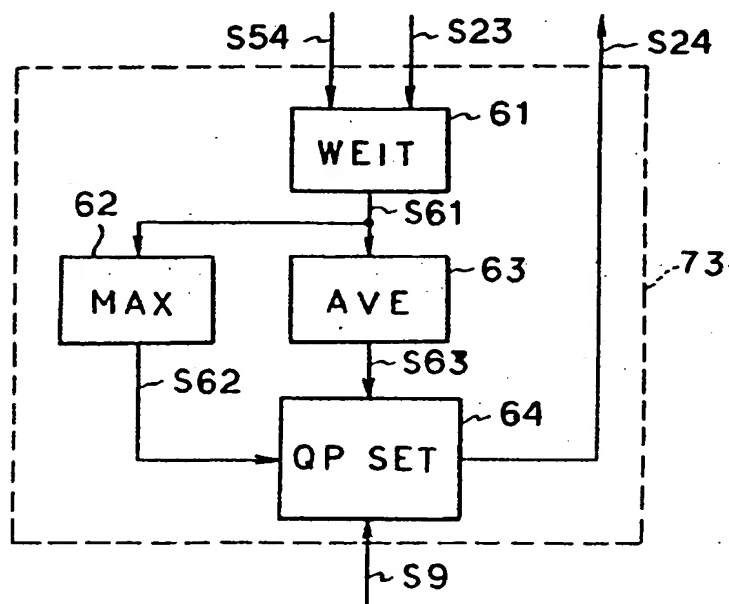 S54
S23
S24
61
WEIT
S61
62
63
73
MAX
AVE
S62
S63
64
QP SET
S9